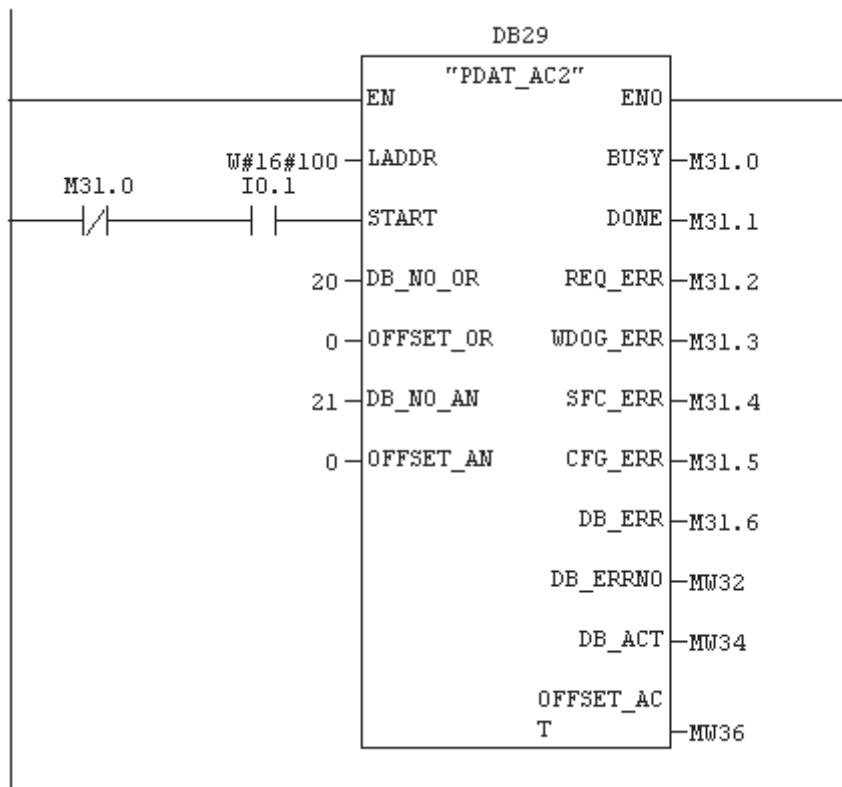 DB29
"PDAT_AC2"
EN ENO
W#16#100 LADDR BUSY M31.0
M31.0 I0.1
START DONE M31.1
20 DB_NO_OR REQ_ERR M31.2
0 OFFSET_OR WDOG_ERR M31.3
21 DB_NO_AN SFC_ERR M31.4
0 OFFSET_AN CFG_ERR M31.5
DB_ERR M31.6
DB_ERRNO MW32
DB_ACT MW34
OFFSET_AC
T MW36